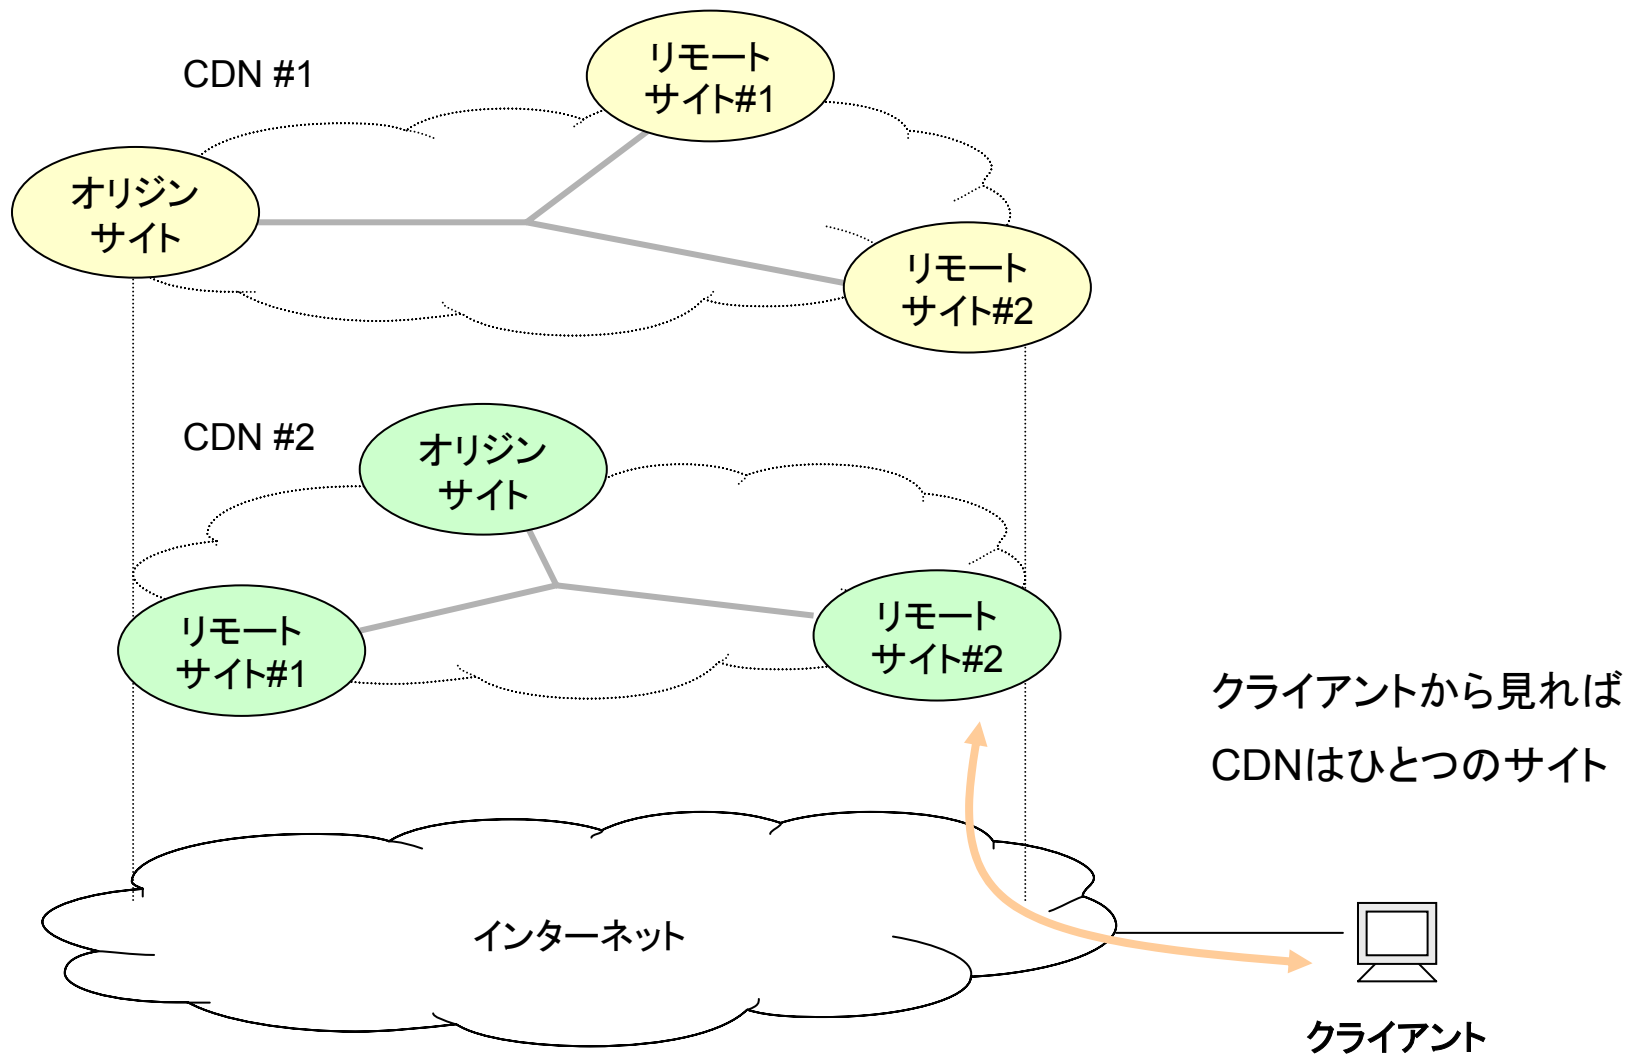 CDN #1
リモート
サイト#1
オリジン
サイト
リモート
サイト#2
CDN #2
オリジン
サイト
リモート
サイト#1
リモート
サイト#2
クライアントから見れば
CDNはひとつのサイト
インターネット
クライアント